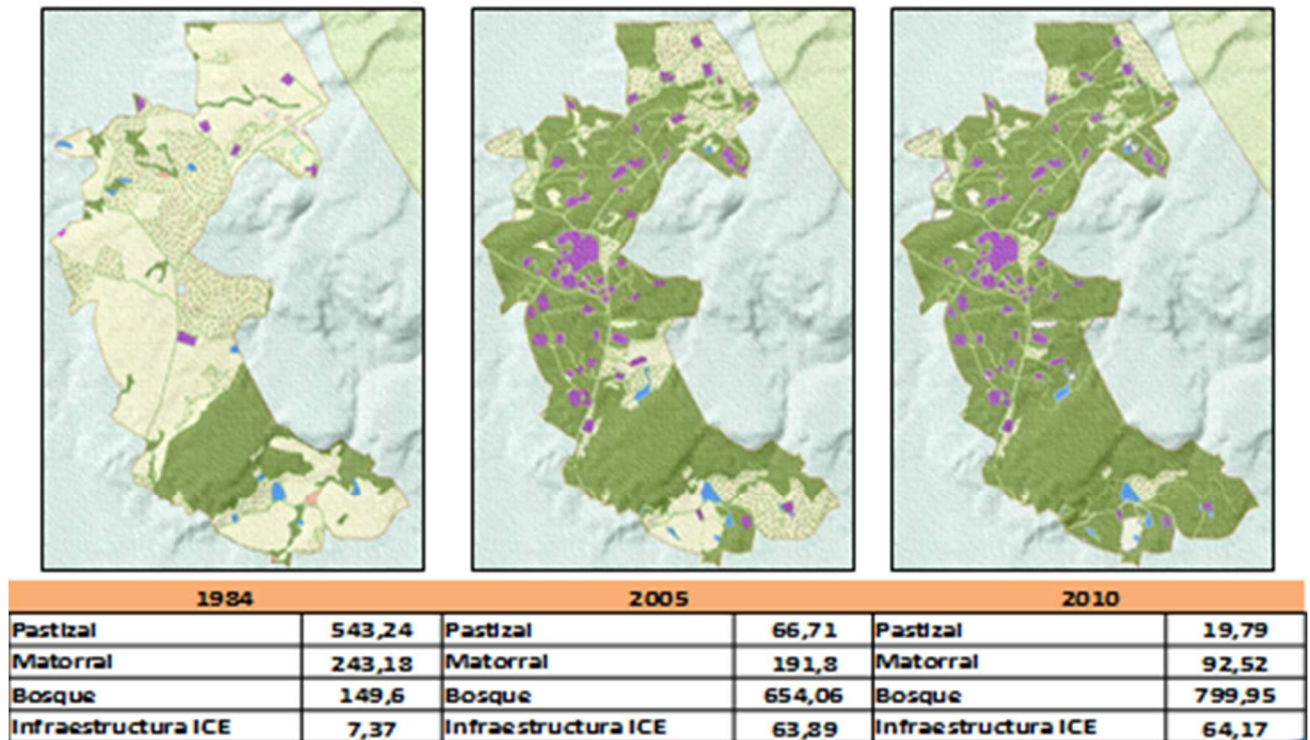 1984 2005 2010
Pastizal 543,24 Pastizal 66,71 Pastizal 19,79
Matorral 243,18 Matorral 191,8 Matorral 92,52
Bosque 149,6 Bosque 654,06 Bosque 799,95
Infraestructura ICE 7,37 Infraestructura ICE 63,89 Infraestructura ICE 64,17